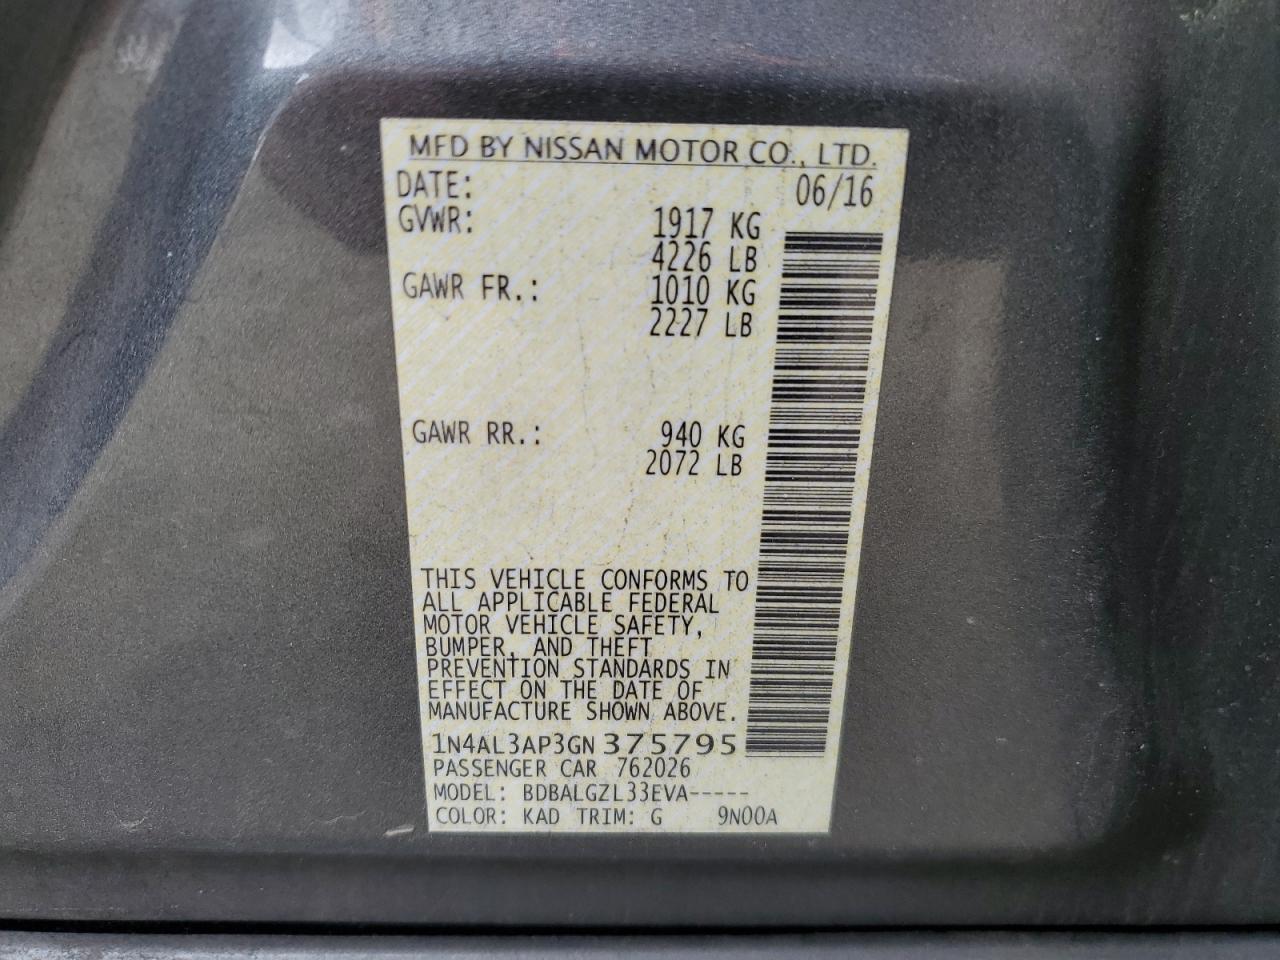 MFD BY NISSAN MOTOR CO., LTD.
DATE: 06/16
GVWR: 1917 KG
4226 LB
GAWR FR.: 1010 KG
2227 LB
GAWR RR.: 940 KG
2072 LB
THIS VEHICLE CONFORMS TO
ALL APPLICABLE FEDERAL
MOTOR VEHICLE SAFETY,
BUMPER, AND THEFT
PREVENTION STANDARDS IN
EFFECT ON THE DATE OF
MANUFACTURE SHOWN ABOVE.
1N4AL3AP3GN375795
PASSENGER CAR 762026
MODEL: BDBALGZL33EVA-----
COLOR: KAD TRIM: G 9N00A